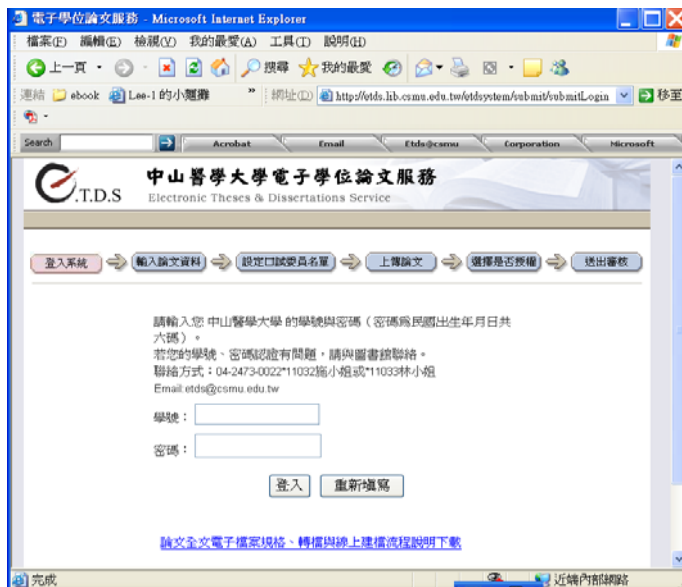 電子學位論文服務 - Microsoft Internet Explorer
檔案(F) 編輯(E) 檢視(V) 我的最愛(A) 工具(T) 說明(H)
上一頁 搜尋 我的最愛
連結 ebook Lee-1 的小麵攤 » 網址(D) http://etds.lib.csmu.edu.tw/etdsystem/submit/submitLogin 移至
Search Acrobat Email Etds@csmu Corporation Microsoft
e.T.D.S 中山醫學大學電子學位論文服務
Electronic Theses & Dissertations Service
登入系統 輸入論文資料 設定口試委員名單 上傳論文 選擇是否授權 送出審核
請輸入您 中山醫學大學 的學號與密碼（密碼為民國出生年月日共
六碼）。
若您的學號、密碼認證有問題，請與圖書館聯絡。
聯絡方式：04-2473-0022*11032施小姐或*11033林小姐
Email:etds@csmu.edu.tw
學號：
密碼：
登入 重新填寫
論文全文電子檔案規格、轉檔與線上建檔流程說明下載
完成 近端內部網路